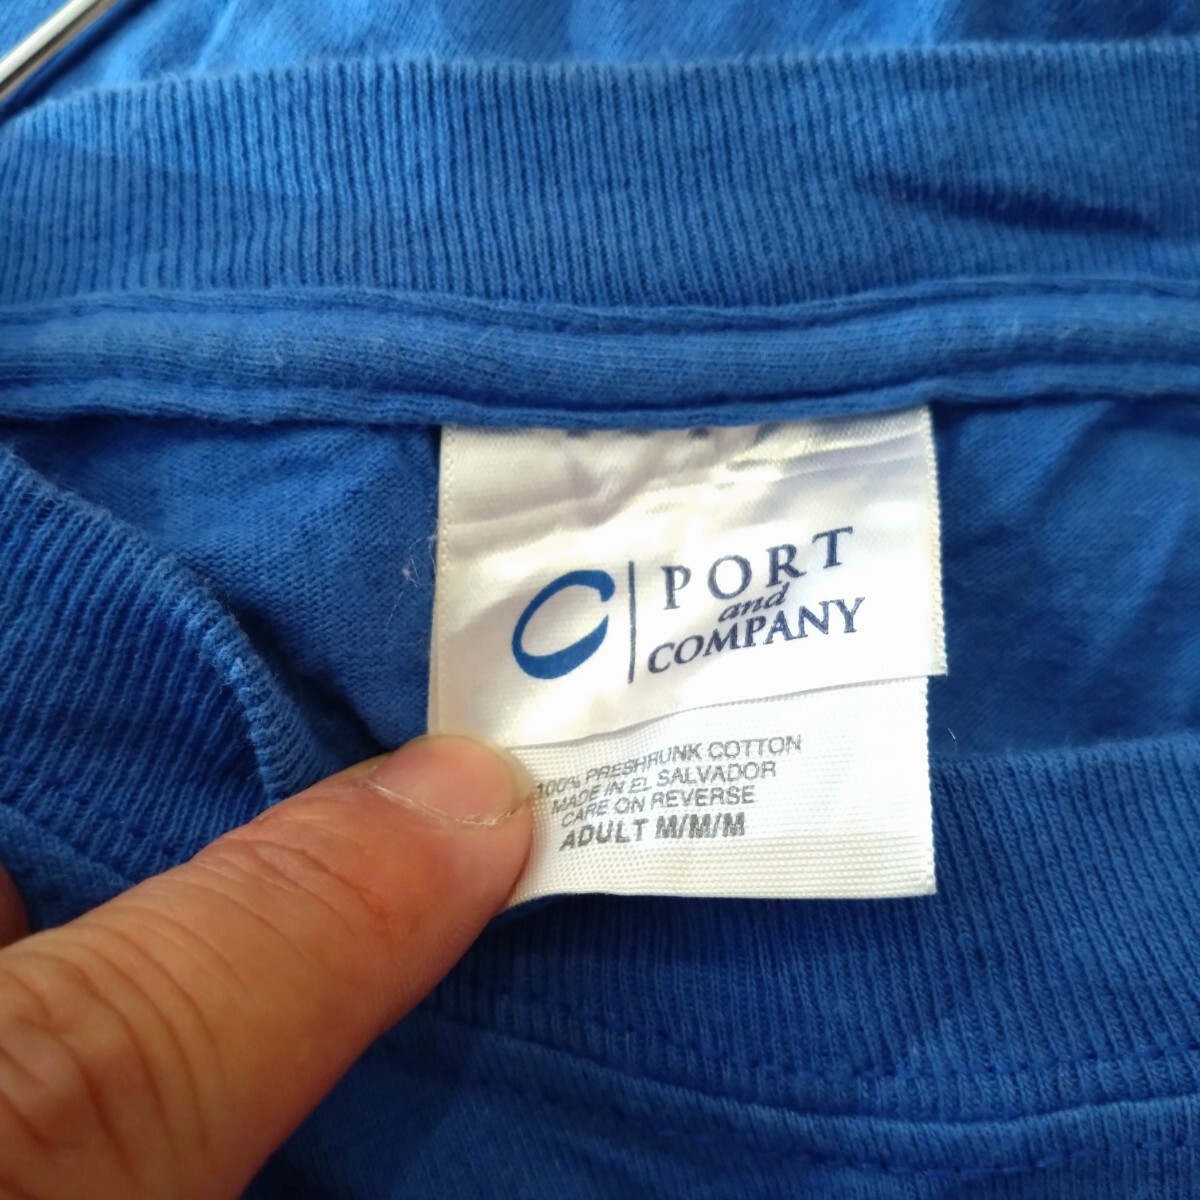 PORT
and
COMPANY
100% PRESHRUNK COTTON
MADE IN EL SALVADOR
CARE ON REVERSE
ADULT M/M/M